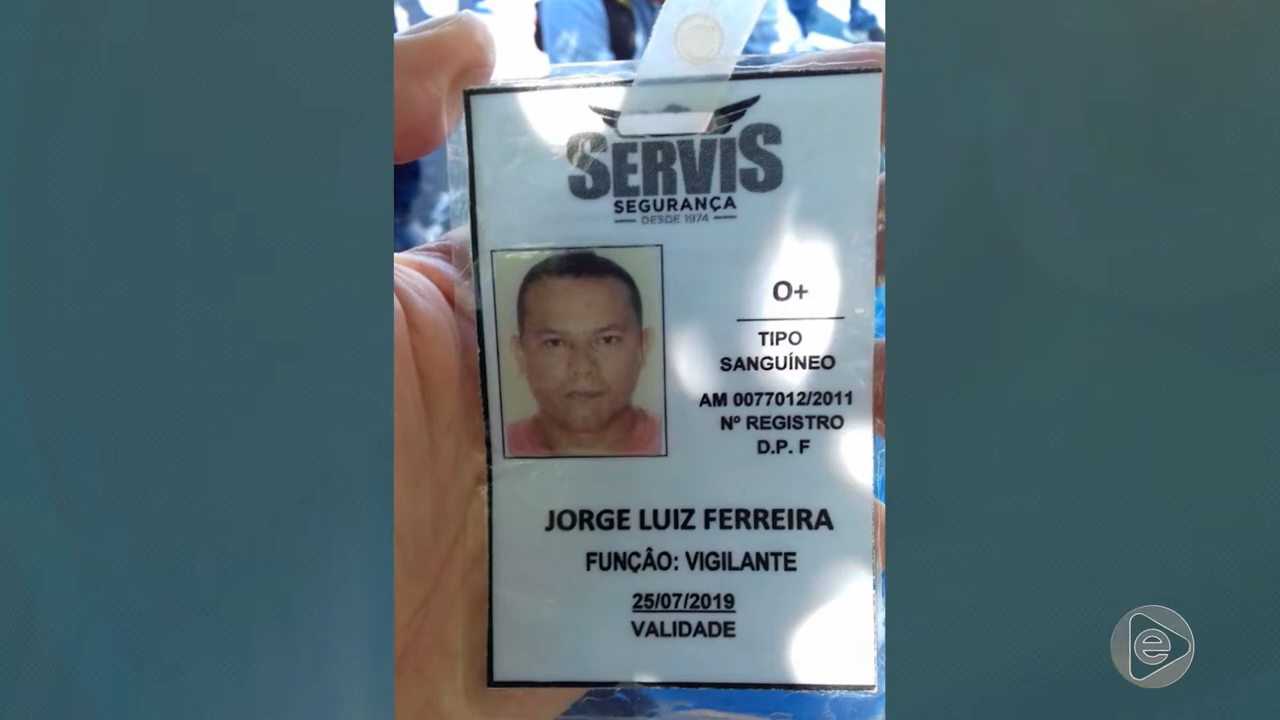 SERVIS
SEGURANÇA
DESDE 1974
O+
TIPO
SANGUÍNEO
AM 0077012/2011
Nº REGISTRO
D.P. F
JORGE LUIZ FERREIRA
FUNÇÂO: VIGILANTE
25/07/2019
VALIDADE
e